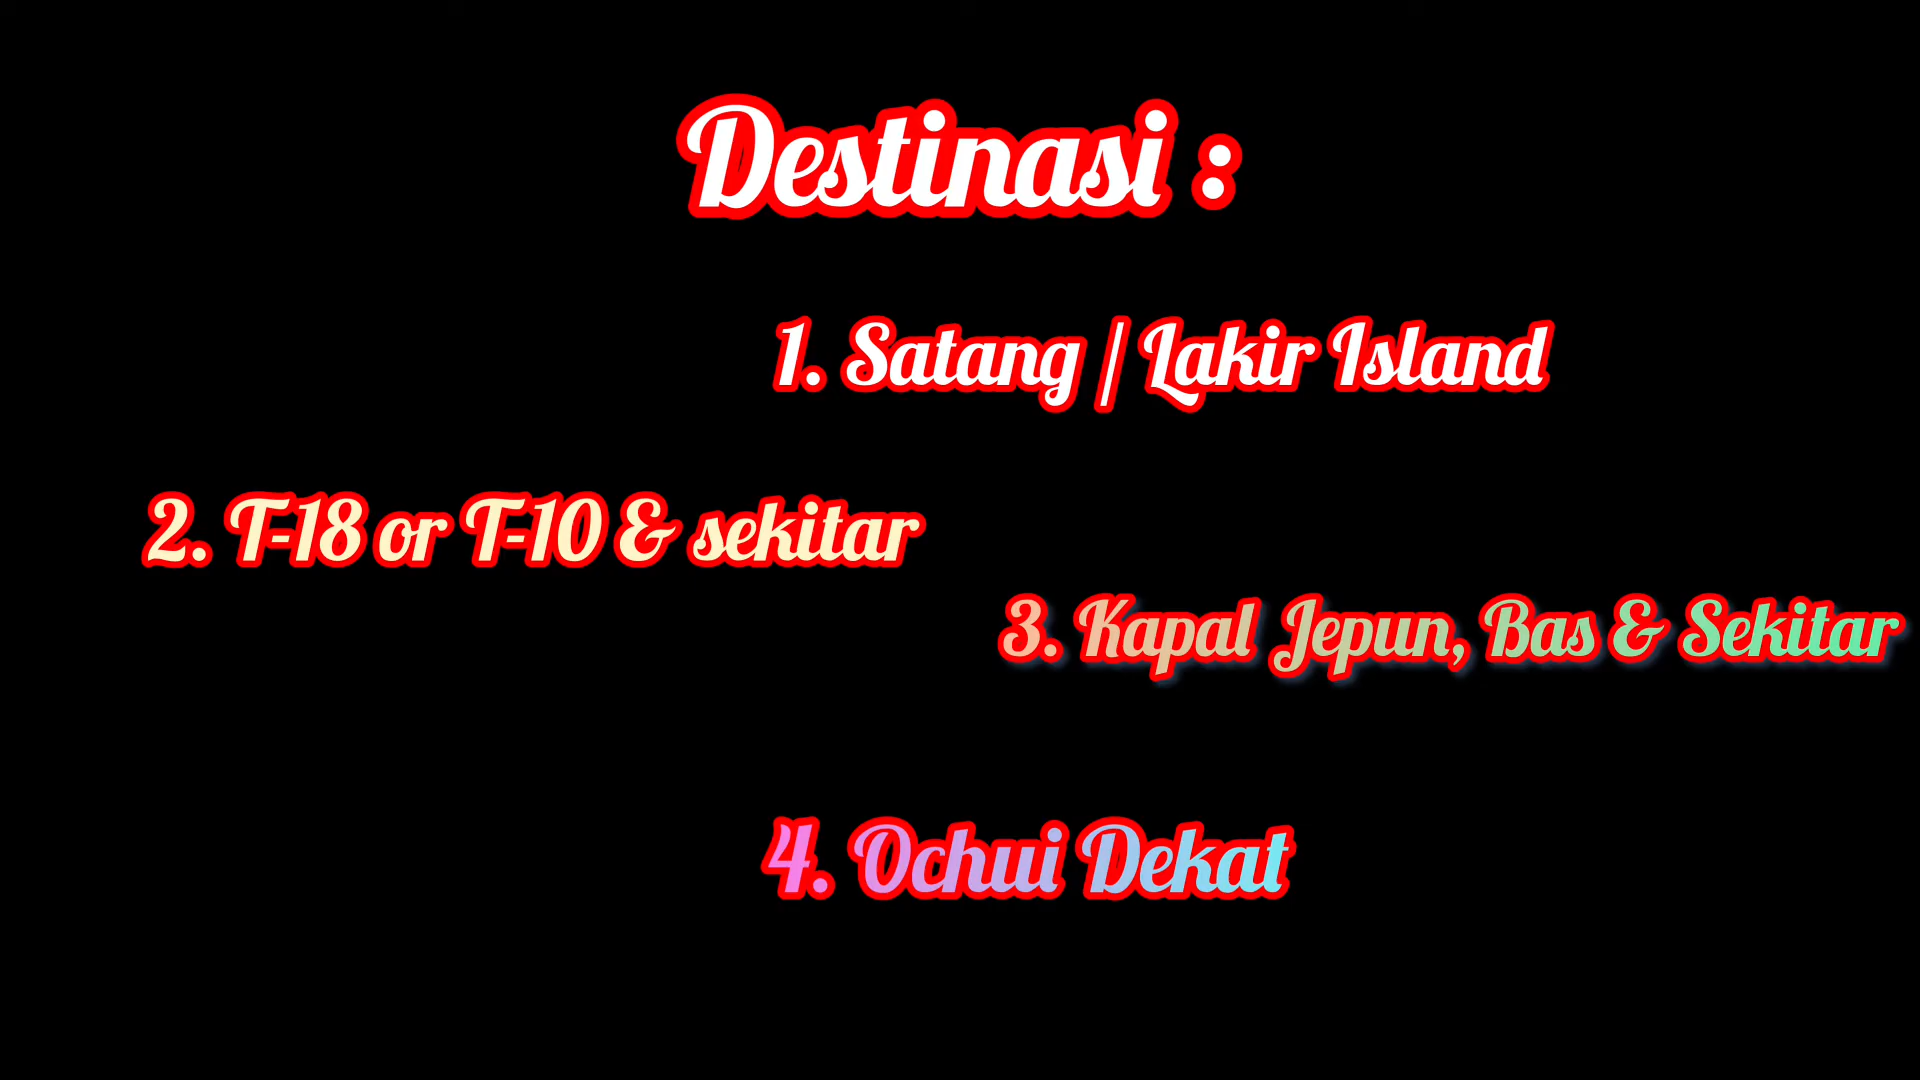 Destinasi :
1. Satang / Lakir Island
2. T-18 or T-10 & sekitar
3. Kapal Jepun, Bas & Sekitar
4. Ochui Dekat